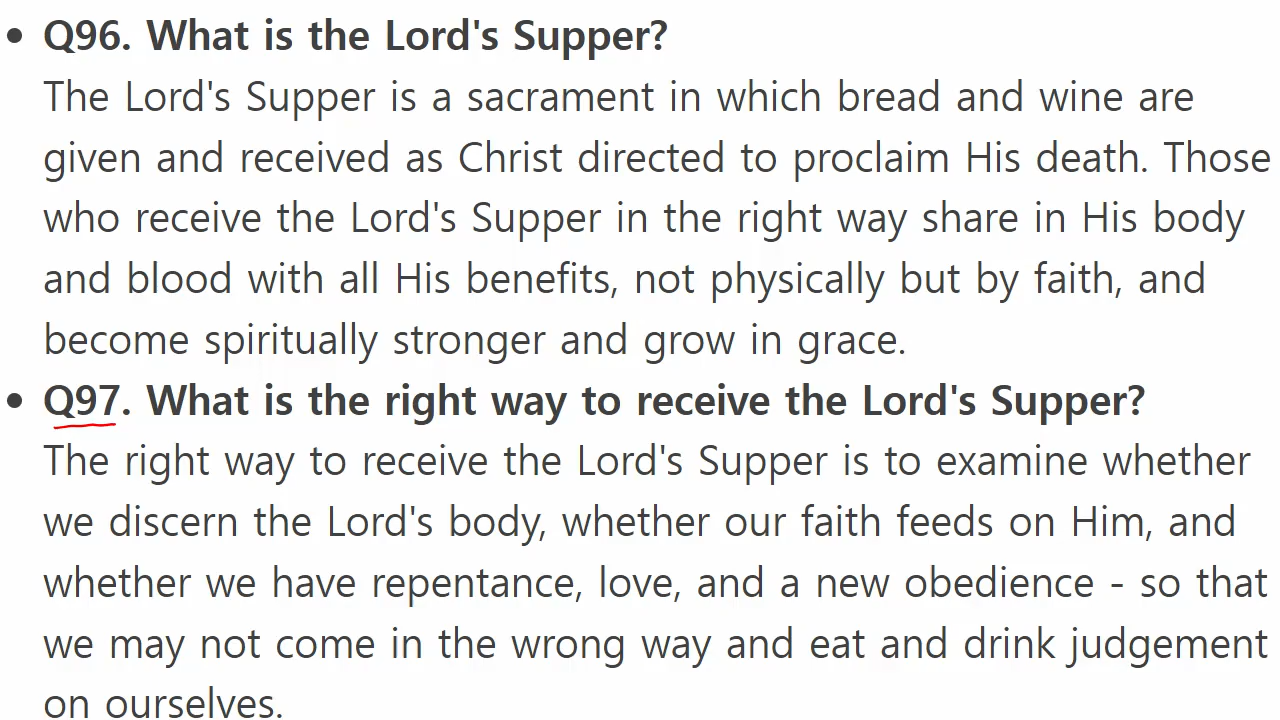 • Q96. What is the Lord's Supper?
The Lord's Supper is a sacrament in which bread and wine are
given and received as Christ directed to proclaim His death. Those
who receive the Lord's Supper in the right way share in His body
and blood with all His benefits, not physically but by faith, and
become spiritually stronger and grow in grace.
• Q97. What is the right way to receive the Lord's Supper?
The right way to receive the Lord's Supper is to examine whether
we discern the Lord's body, whether our faith feeds on Him, and
whether we have repentance, love, and a new obedience - so that
we may not come in the wrong way and eat and drink judgement
on ourselves.